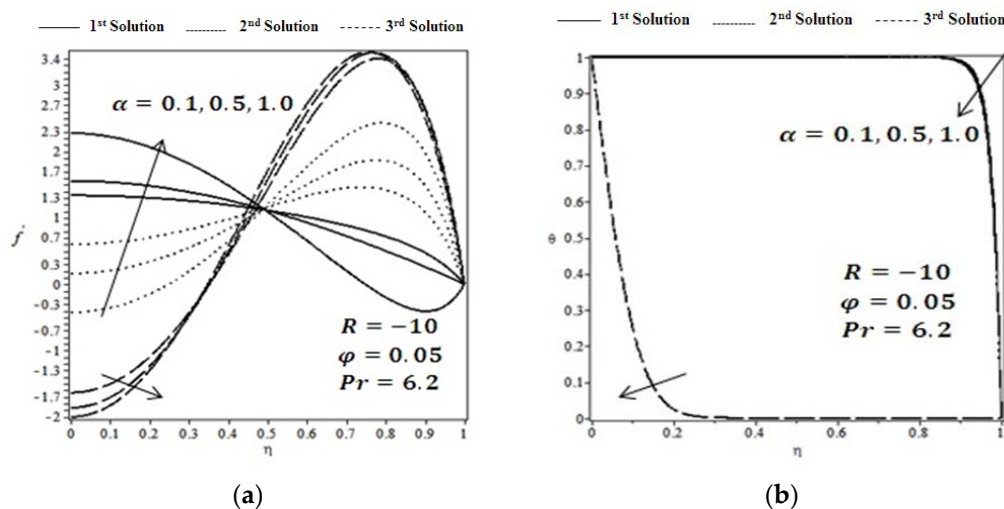 1st Solution 2nd Solution 3rd Solution
3.4
3.1
2.7
2.3
2
1.7
1.3
1
0.7
0.3
0
-0.3
-0.7
-1
-1.3
-1.7
-2
0 0.1 0.2 0.3 0.4 0.5 0.6 0.7 0.8 0.9 1
f'
η
α = 0.1, 0.5, 1.0
R = −10
φ = 0.05
Pr = 6.2
(a)
1st Solution 2nd Solution 3rd Solution
1
0.9
0.8
0.7
0.6
0.5
0.4
0.3
0.2
0.1
0
0 0.2 0.4 0.6 0.8 1
θ
η
α = 0.1, 0.5, 1.0
R = −10
φ = 0.05
Pr = 6.2
(b)